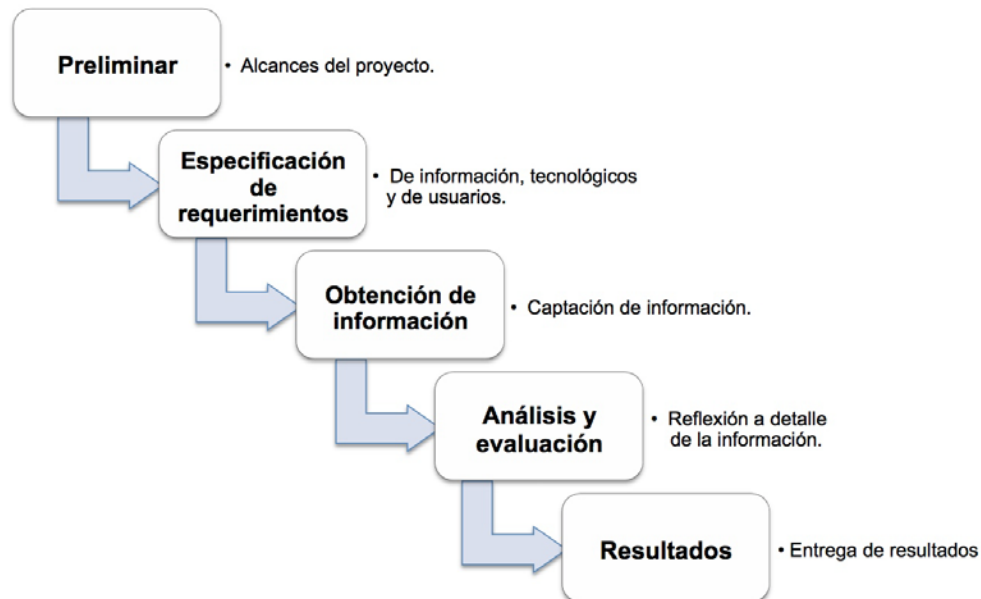 Preliminar
• Alcances del proyecto.
Especificación
de
requerimientos
• De información, tecnológicos
y de usuarios.
Obtención de
información
• Captación de información.
Análisis y
evaluación
• Reflexión a detalle
de la información.
Resultados
• Entrega de resultados